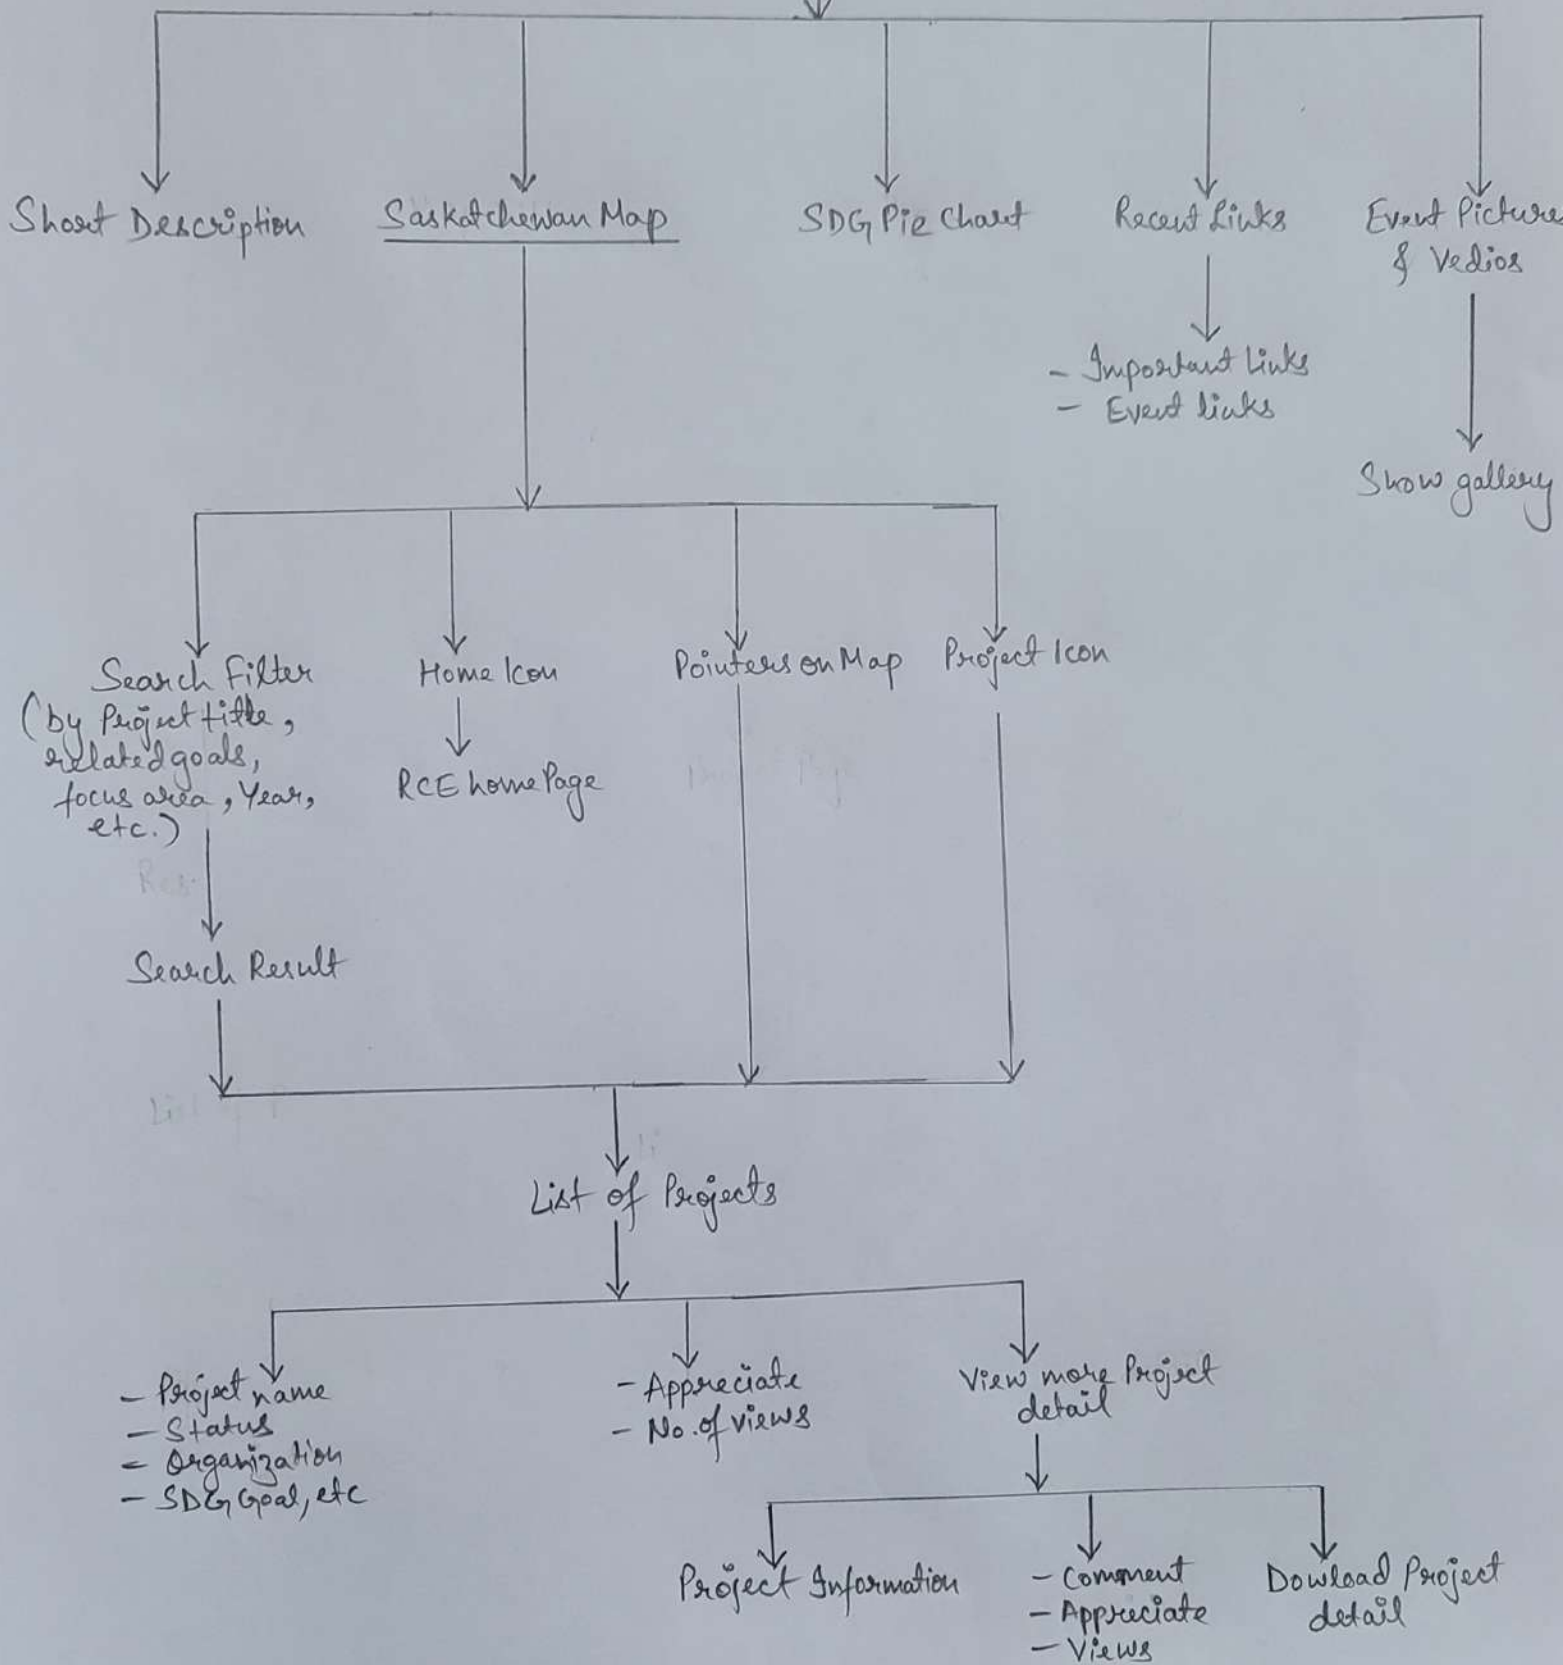 Short Description
Saskatchewan Map
SDG Pie Chart
Recent Links
Event Pictures
& Vedios
- Important Links
- Event links
Show gallery
Search Filter
(by Project title,
related goals,
focus area, Year,
etc.)
Home Icon
Pointers on Map
Project Icon
RCE home Page
Search Result
List of Projects
- Project name
- Status
- Organization
- SDG Goal, etc
- Appreciate
- No. of views
View more Project
detail
Project Information
- Comment
- Appreciate
- Views
Dowload Project
detail